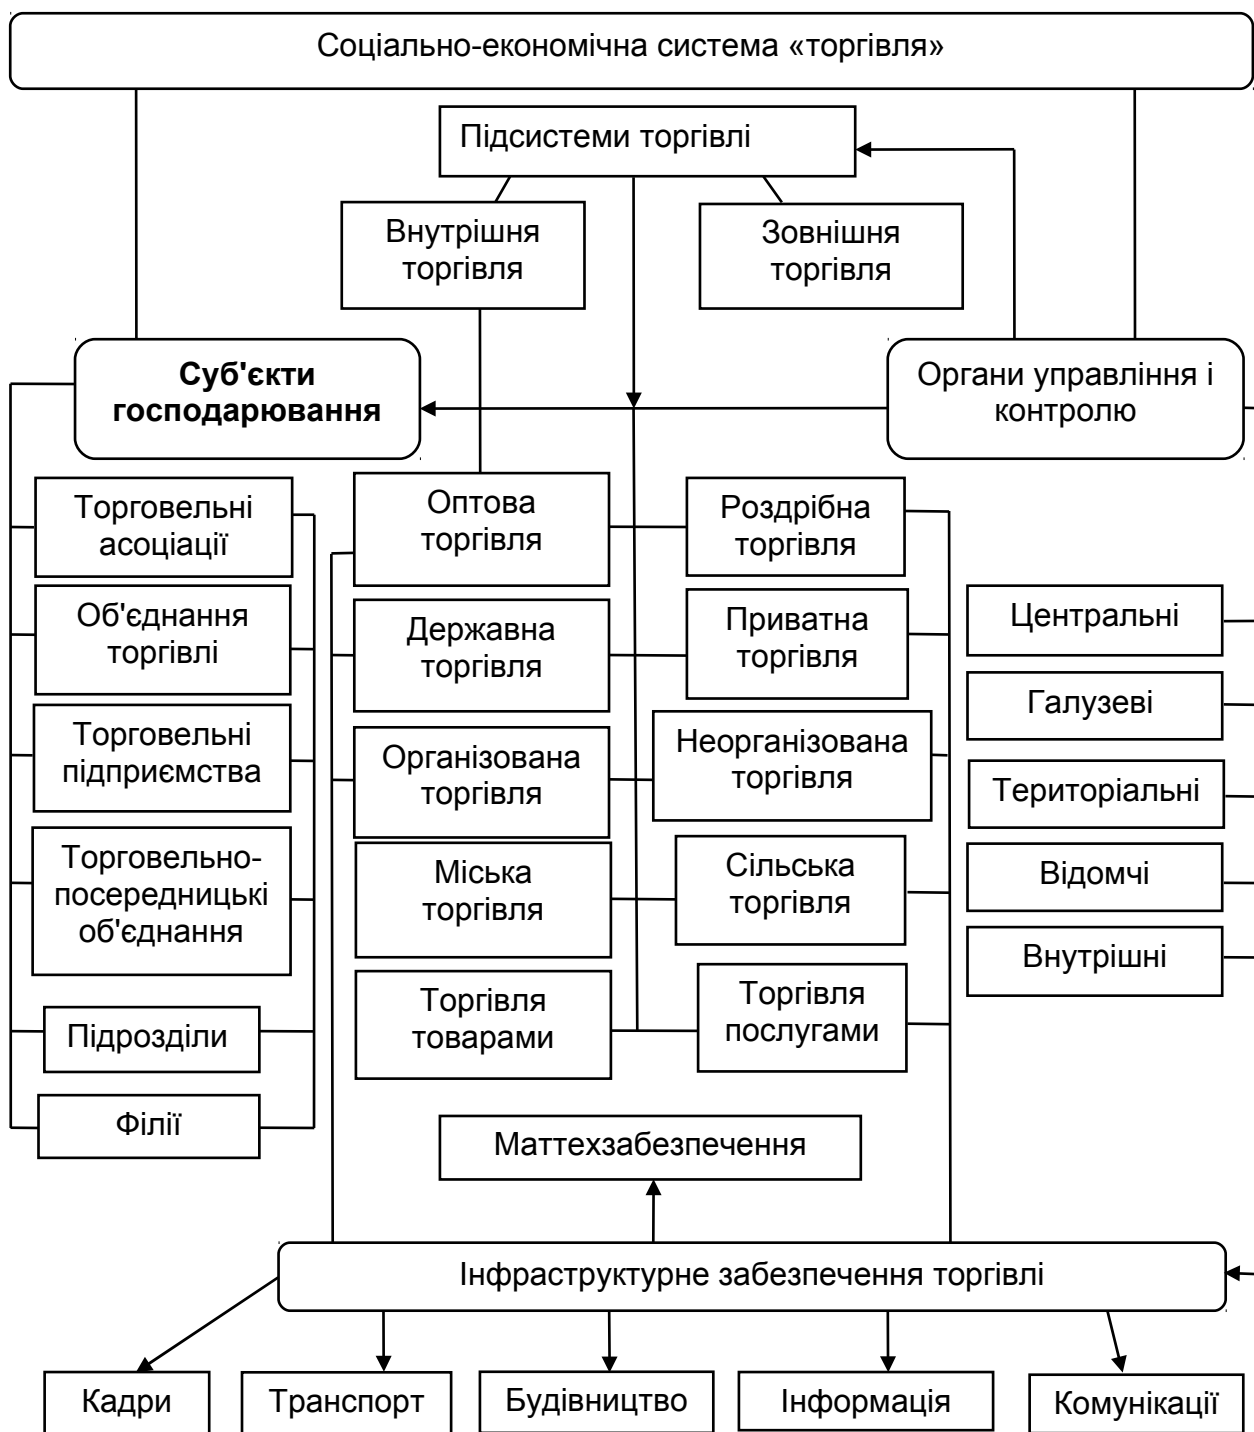 Соціально-економічна система «торгівля»
Підсистеми торгівлі
Внутрішня
торгівля
Зовнішня
торгівля
Суб'єкти
господарювання
Органи управління і
контролю
Торговельні
асоціації
Оптова
торгівля
Роздрібна
торгівля
Об'єднання
торгівлі
Державна
торгівля
Приватна
торгівля
Центральні
Галузеві
Торговельні
підприємства
Організована
торгівля
Неорганізована
торгівля
Територіальні
Торговельно-
посередницькі
об'єднання
Міська
торгівля
Сільська
торгівля
Відомчі
Внутрішні
Підрозділи
Торгівля
товарами
Торгівля
послугами
Філії
Маттехзабезпечення
Інфраструктурне забезпечення торгівлі
Кадри
Транспорт
Будівництво
Інформація
Комунікації